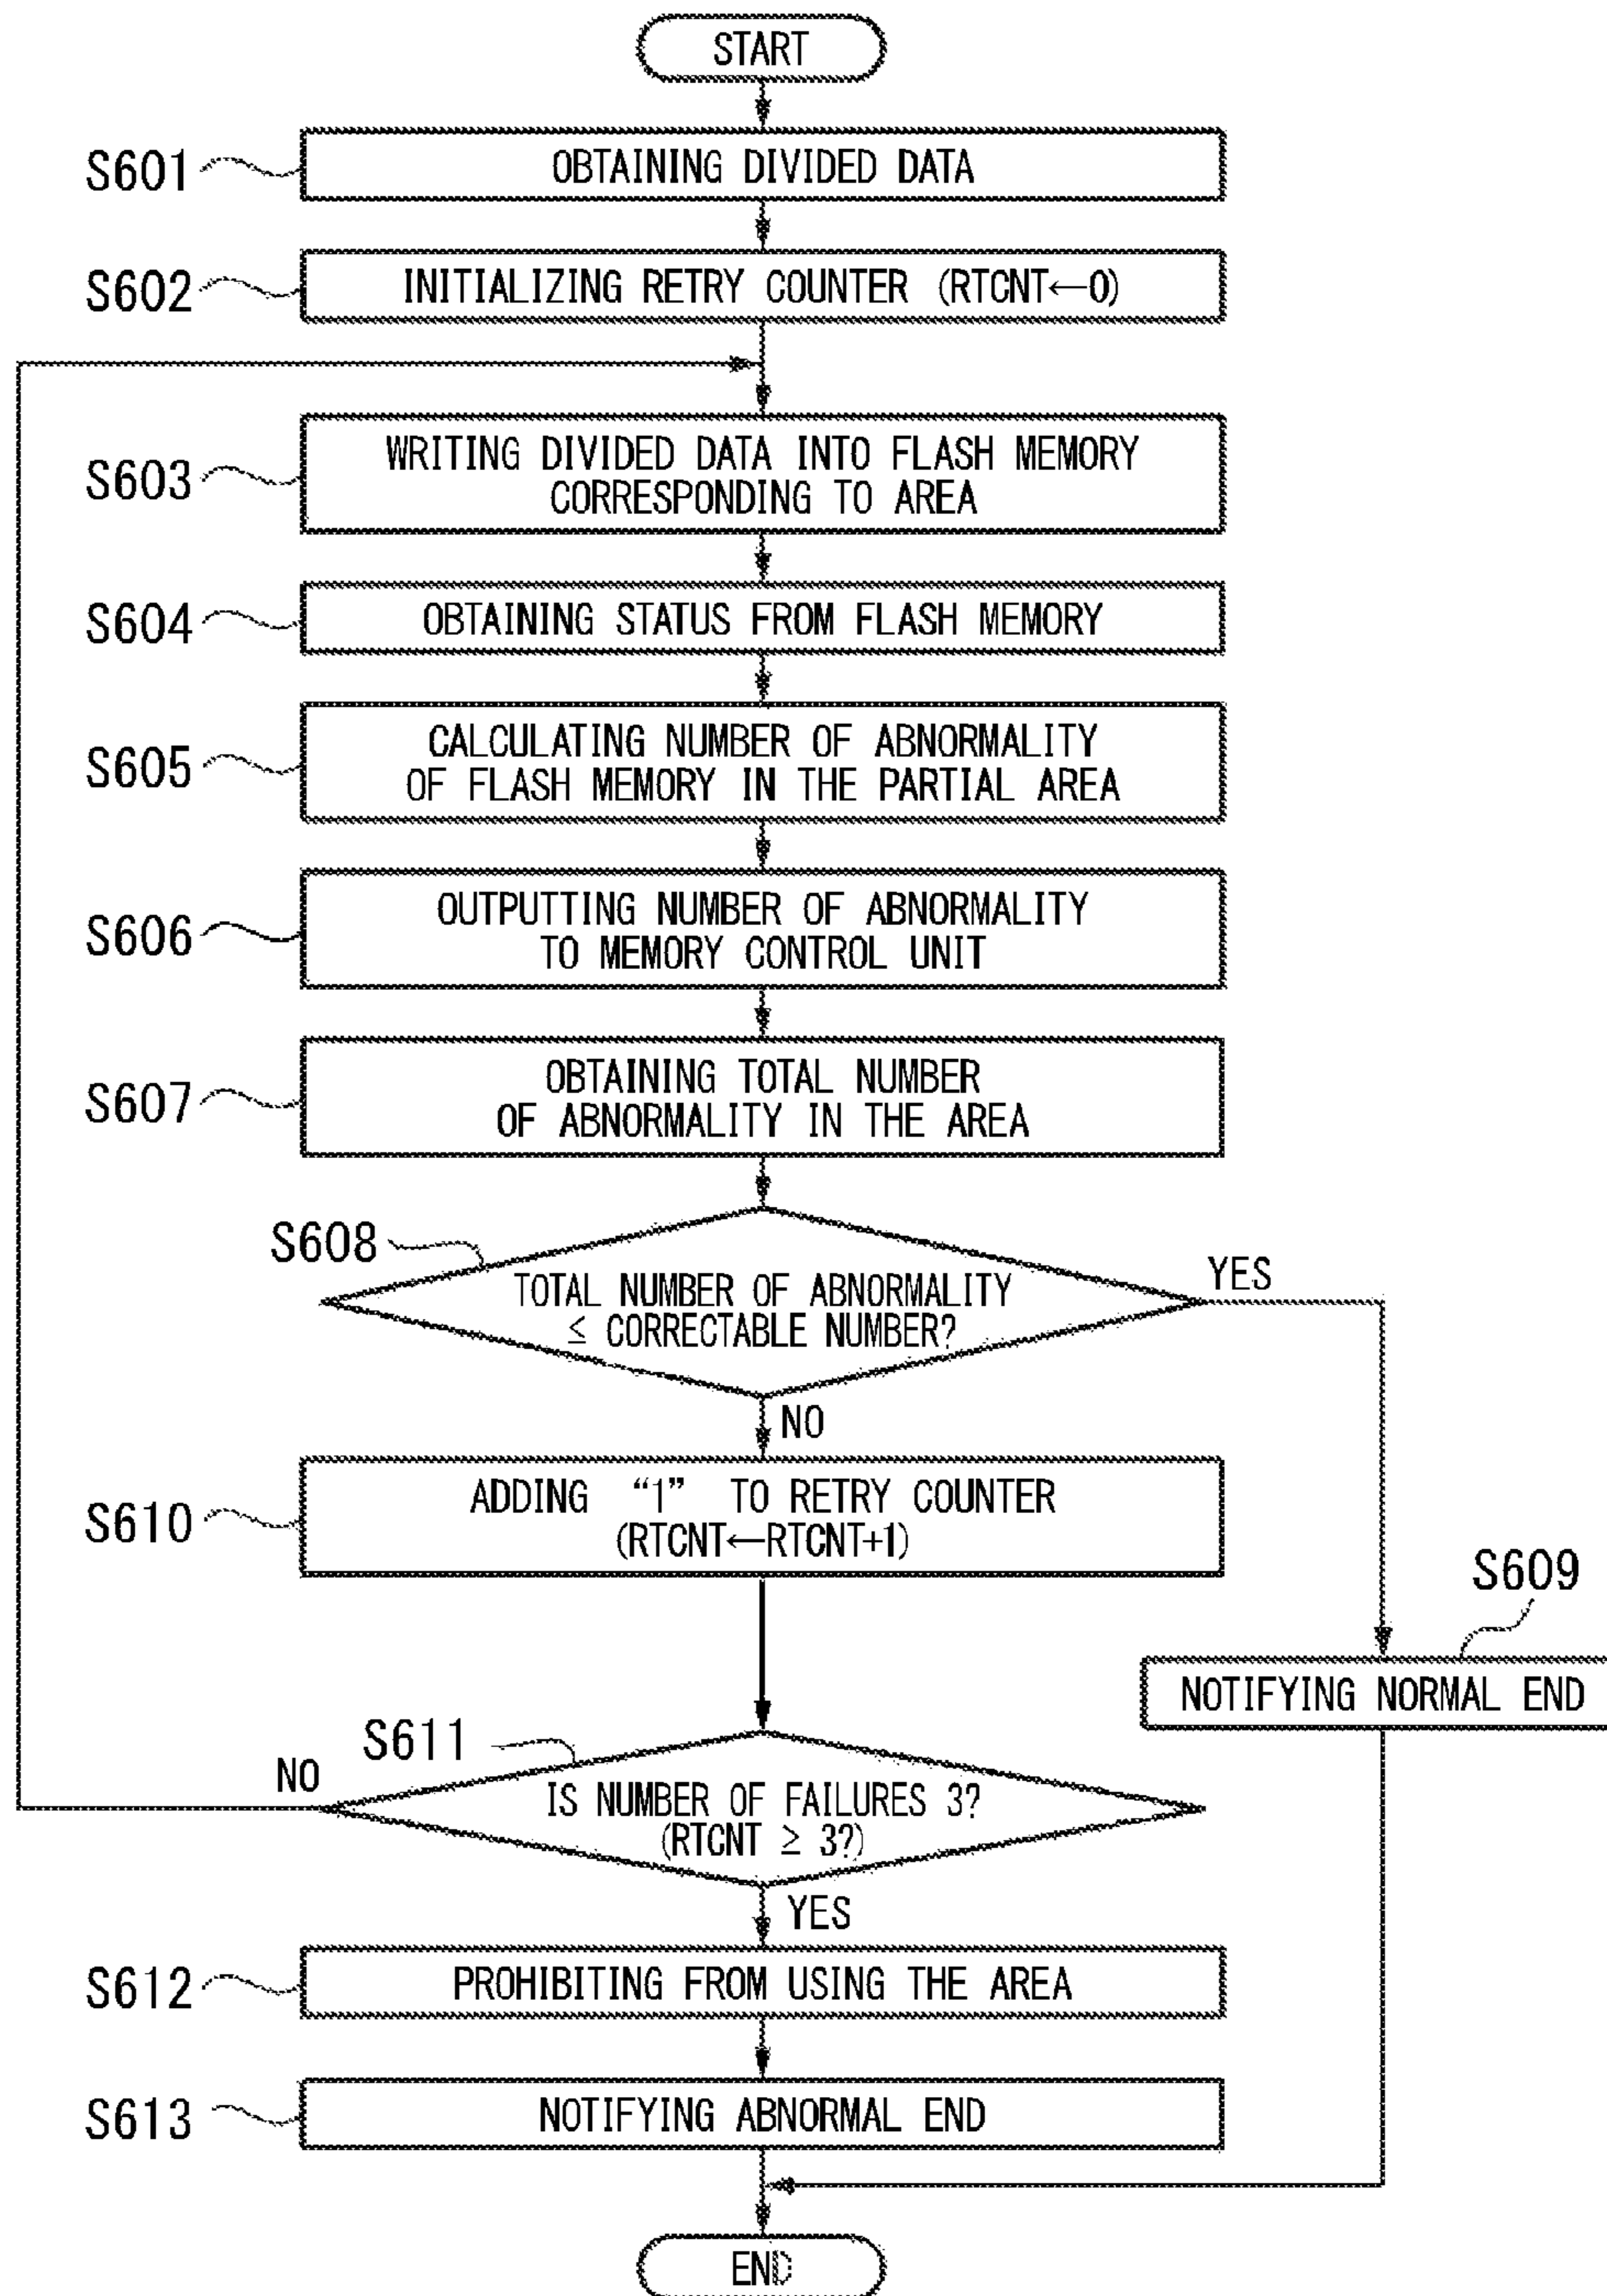 START
S601
OBTAINING DIVIDED DATA
S602
INITIALIZING RETRY COUNTER (RTCNT←0)
S603
WRITING DIVIDED DATA INTO FLASH MEMORY
CORRESPONDING TO AREA
S604
OBTAINING STATUS FROM FLASH MEMORY
S605
CALCULATING NUMBER OF ABNORMALITY
OF FLASH MEMORY IN THE PARTIAL AREA
S606
OUTPUTTING NUMBER OF ABNORMALITY
TO MEMORY CONTROL UNIT
S607
OBTAINING TOTAL NUMBER
OF ABNORMALITY IN THE AREA
S608
TOTAL NUMBER OF ABNORMALITY
≤ CORRECTABLE NUMBER?
YES
NO
S610
ADDING “1” TO RETRY COUNTER
(RTCNT←RTCNT+1)
S609
NOTIFYING NORMAL END
S611
NO
IS NUMBER OF FAILURES 3?
(RTCNT ≥ 3?)
YES
S612
PROHIBITING FROM USING THE AREA
S613
NOTIFYING ABNORMAL END
END